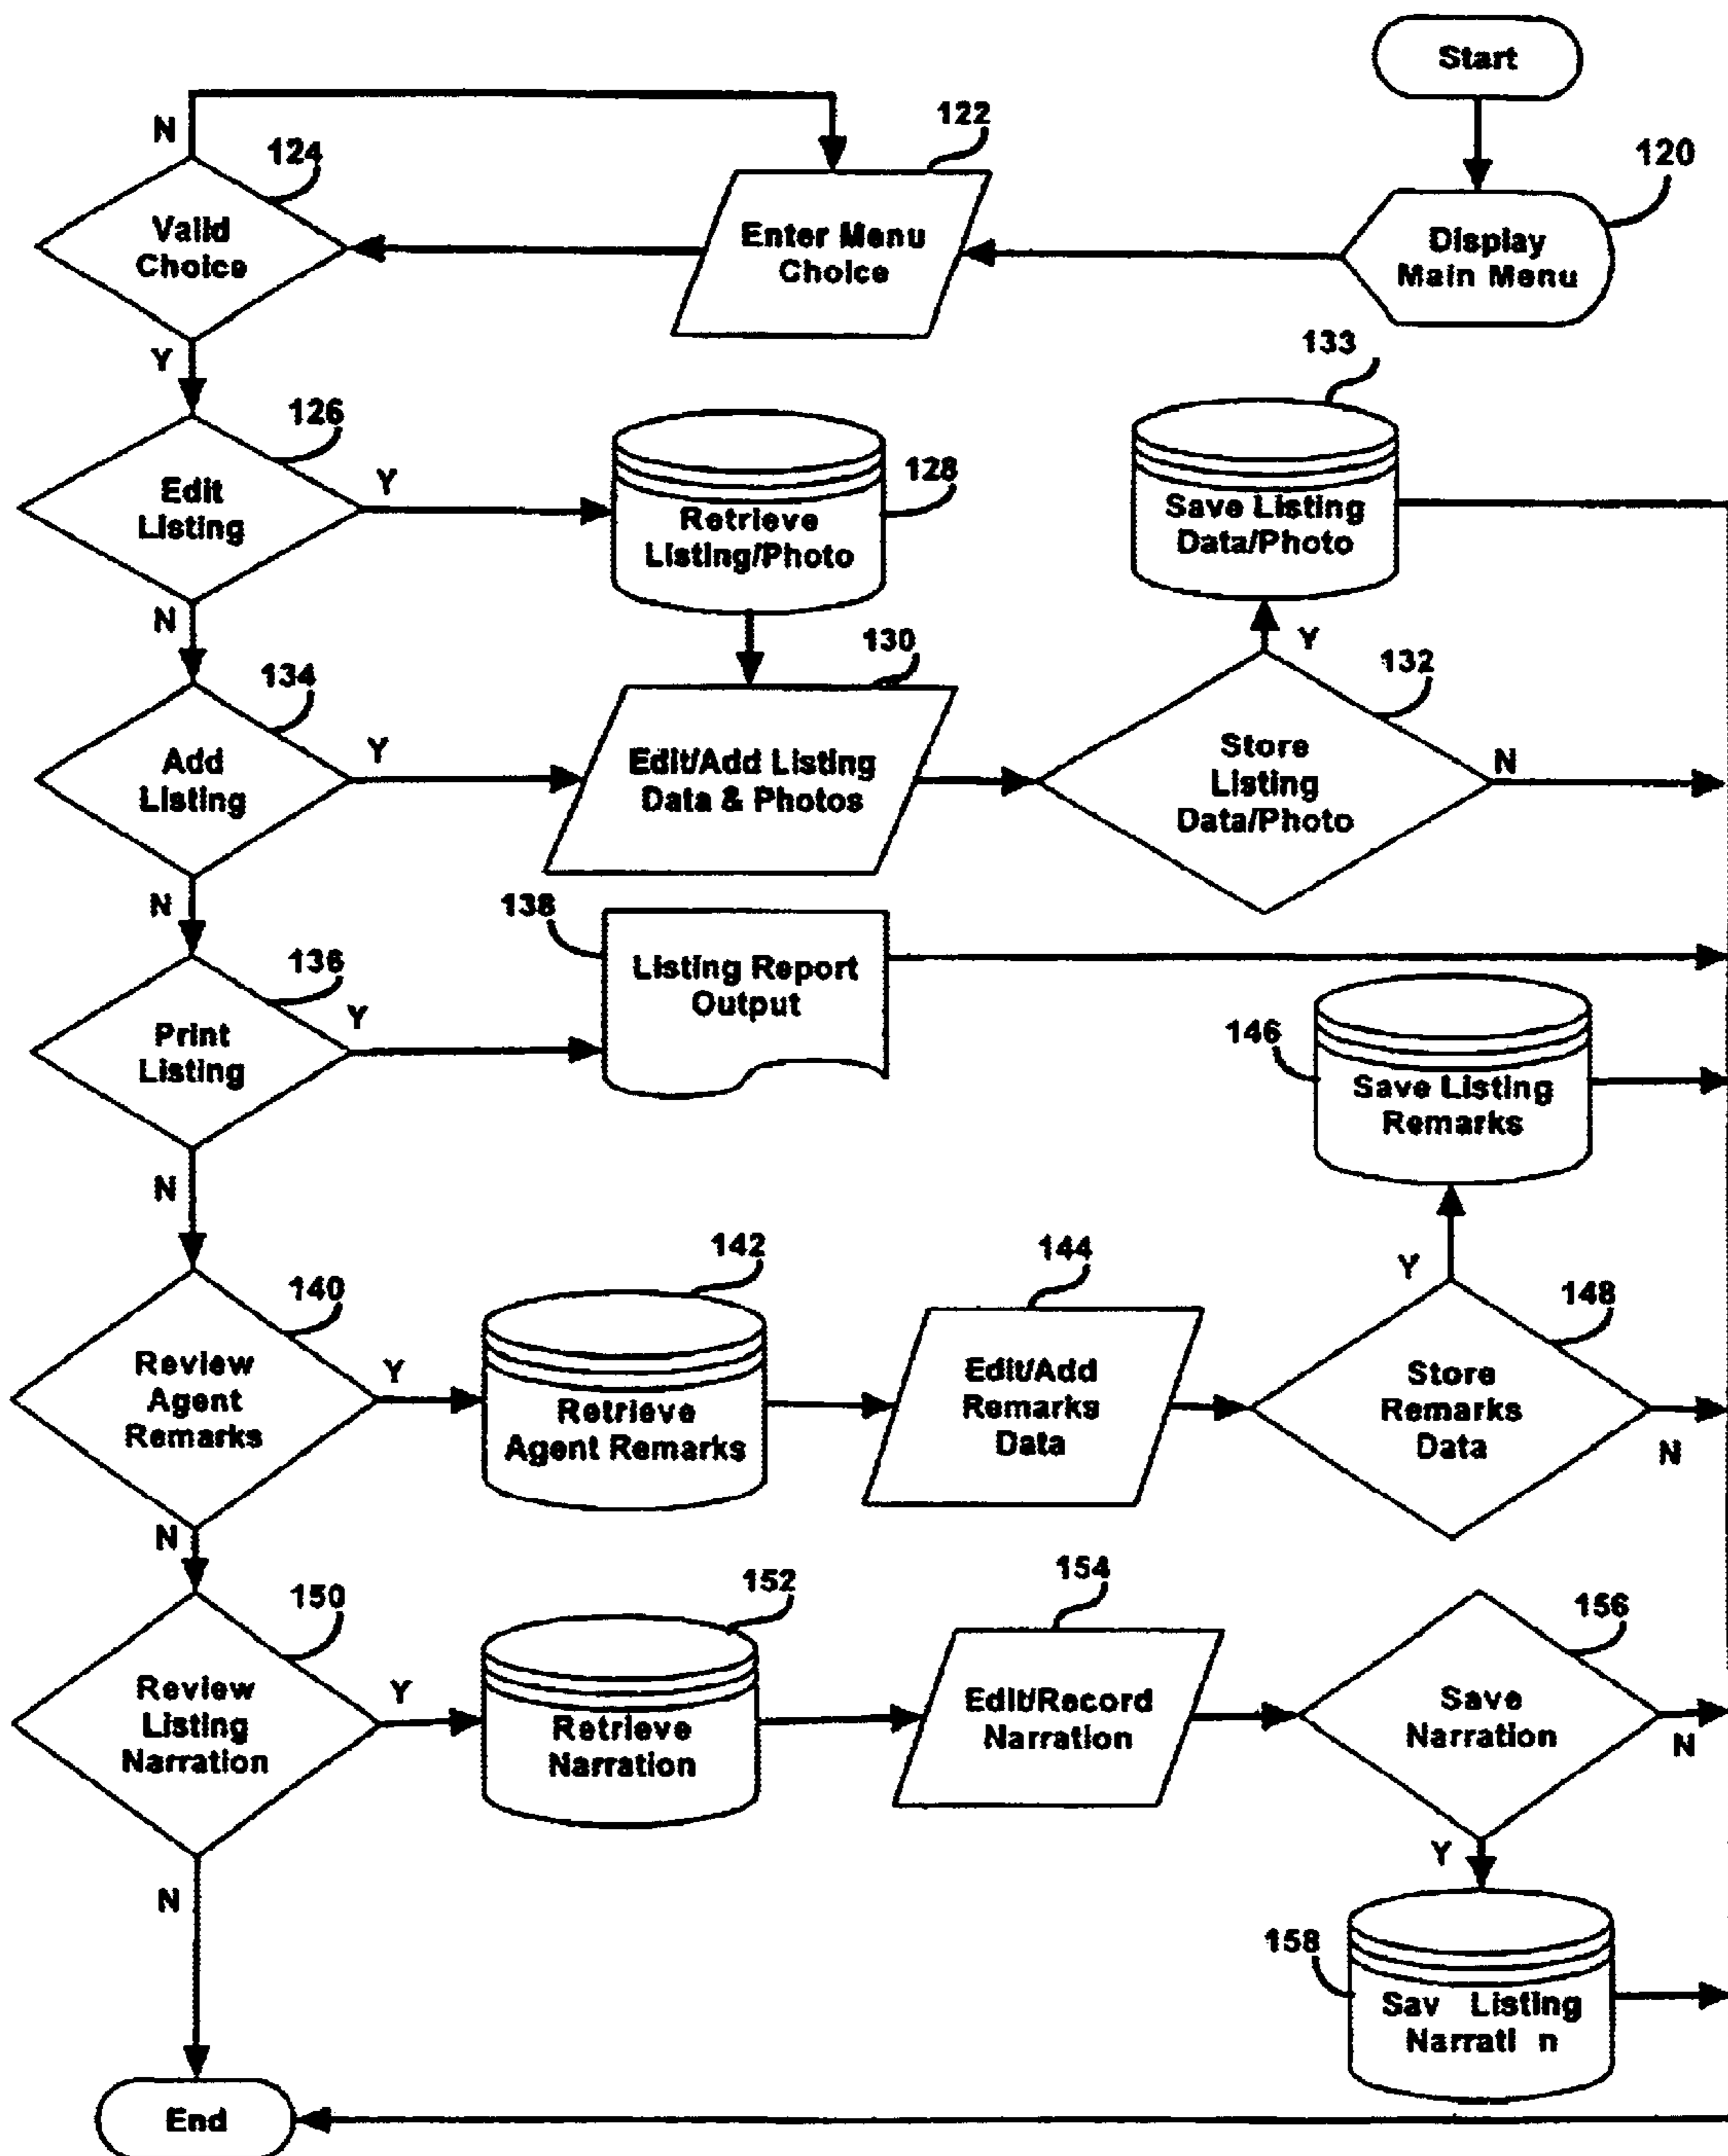 Start
N
122
124
120
Valid
Choice
Enter Menu
Choice
Display
Main Menu
Y
133
126
Y
128
Edit
Listing
Retrieve
Listing/Photo
Save Listing
Data/Photo
N
130
Y
132
134
Y
Add
Listing
Edit/Add Listing
Data & Photos
Store
Listing
Data/Photo
N
N
138
136
Listing Report
Output
Y
Print
Listing
146
Save Listing
Remarks
N
142
144
Y
140
148
Review
Agent
Remarks
Y
Retrieve
Agent Remarks
Edit/Add
Remarks
Data
Store
Remarks
Data
N
N
150
152
154
156
Review
Listing
Narration
Y
Retrieve
Narration
Edit/Record
Narration
Save
Narration
N
Y
N
158
Sav Listing
Narrati n
End